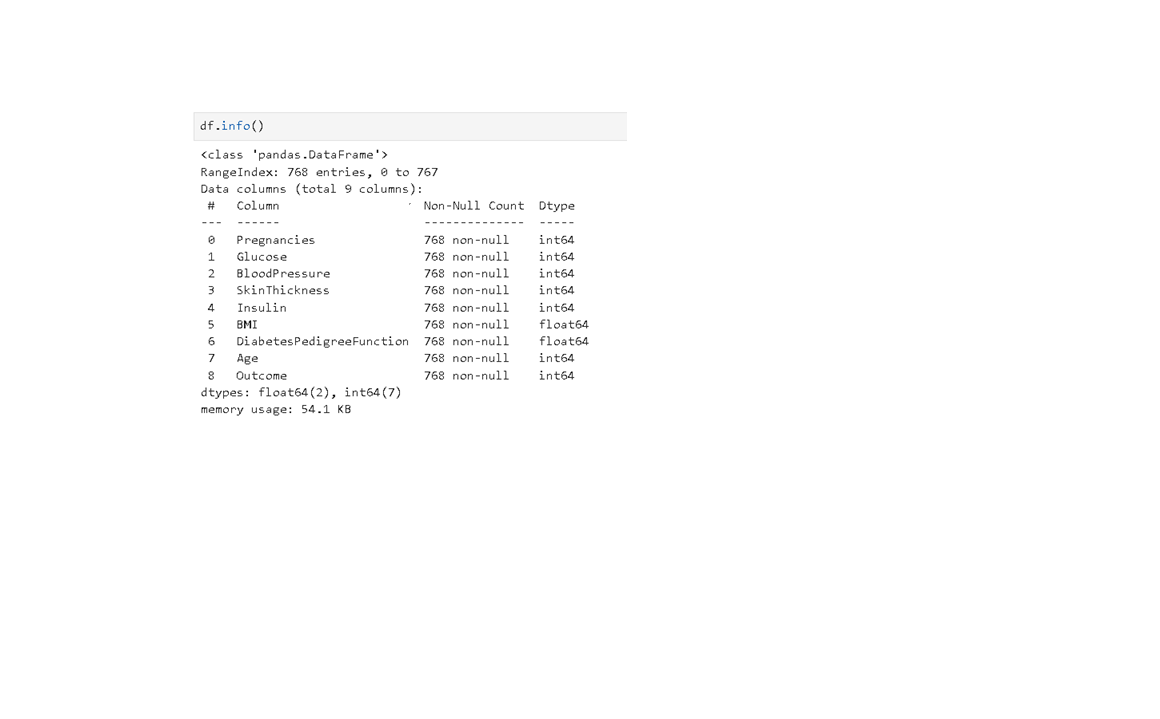 df.info()
<class 'pandas.DataFrame'>
RangeIndex: 768 entries, 0 to 767
Data columns (total 9 columns):
 #   Column                    Non-Null Count  Dtype
---  ------                    --------------  -----
 0   Pregnancies               768 non-null    int64
 1   Glucose                   768 non-null    int64
 2   BloodPressure             768 non-null    int64
 3   SkinThickness             768 non-null    int64
 4   Insulin                   768 non-null    int64
 5   BMI                       768 non-null    float64
 6   DiabetesPedigreeFunction  768 non-null    float64
 7   Age                       768 non-null    int64
 8   Outcome                   768 non-null    int64
dtypes: float64(2), int64(7)
memory usage: 54.1 KB